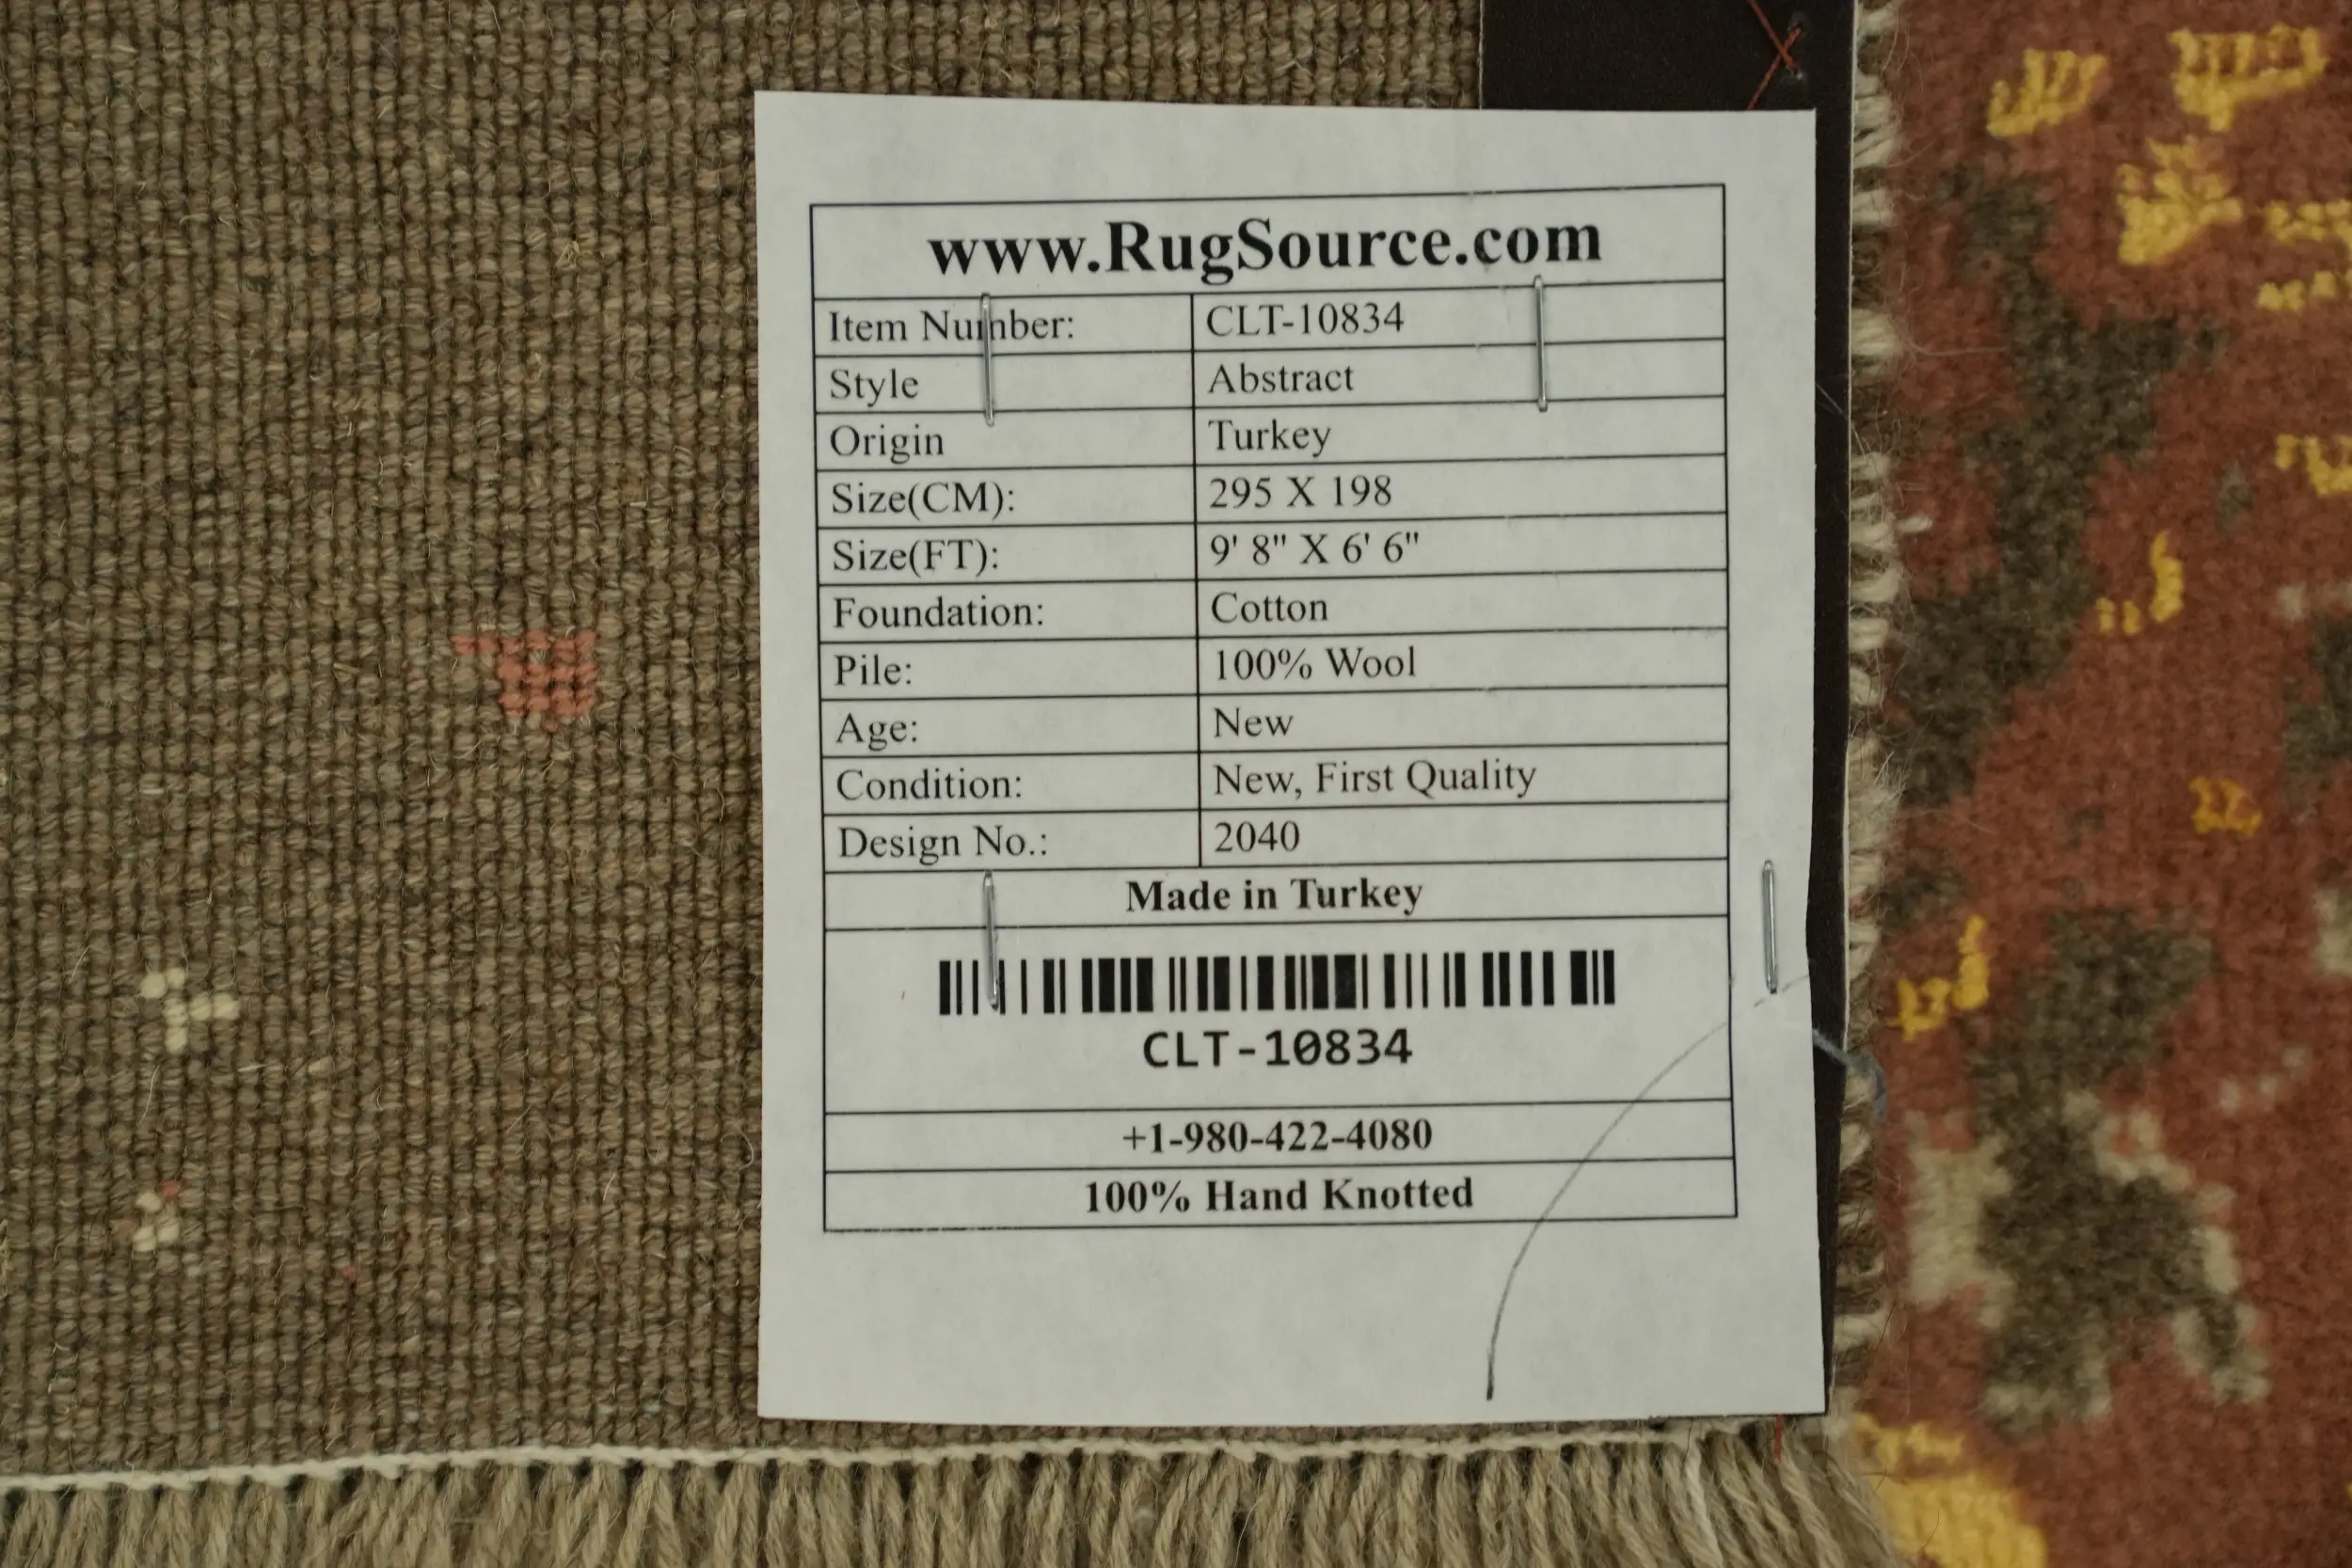 www.RugSource.com
Item Number: CLT-10834
Style Abstract
Origin Turkey
Size(CM): 295 X 198
Size(FT): 9' 8" X 6' 6"
Foundation: Cotton
Pile: 100% Wool
Age: New
Condition: New, First Quality
Design No.: 2040
Made in Turkey
CLT-10834
+1-980-422-4080
100% Hand Knotted